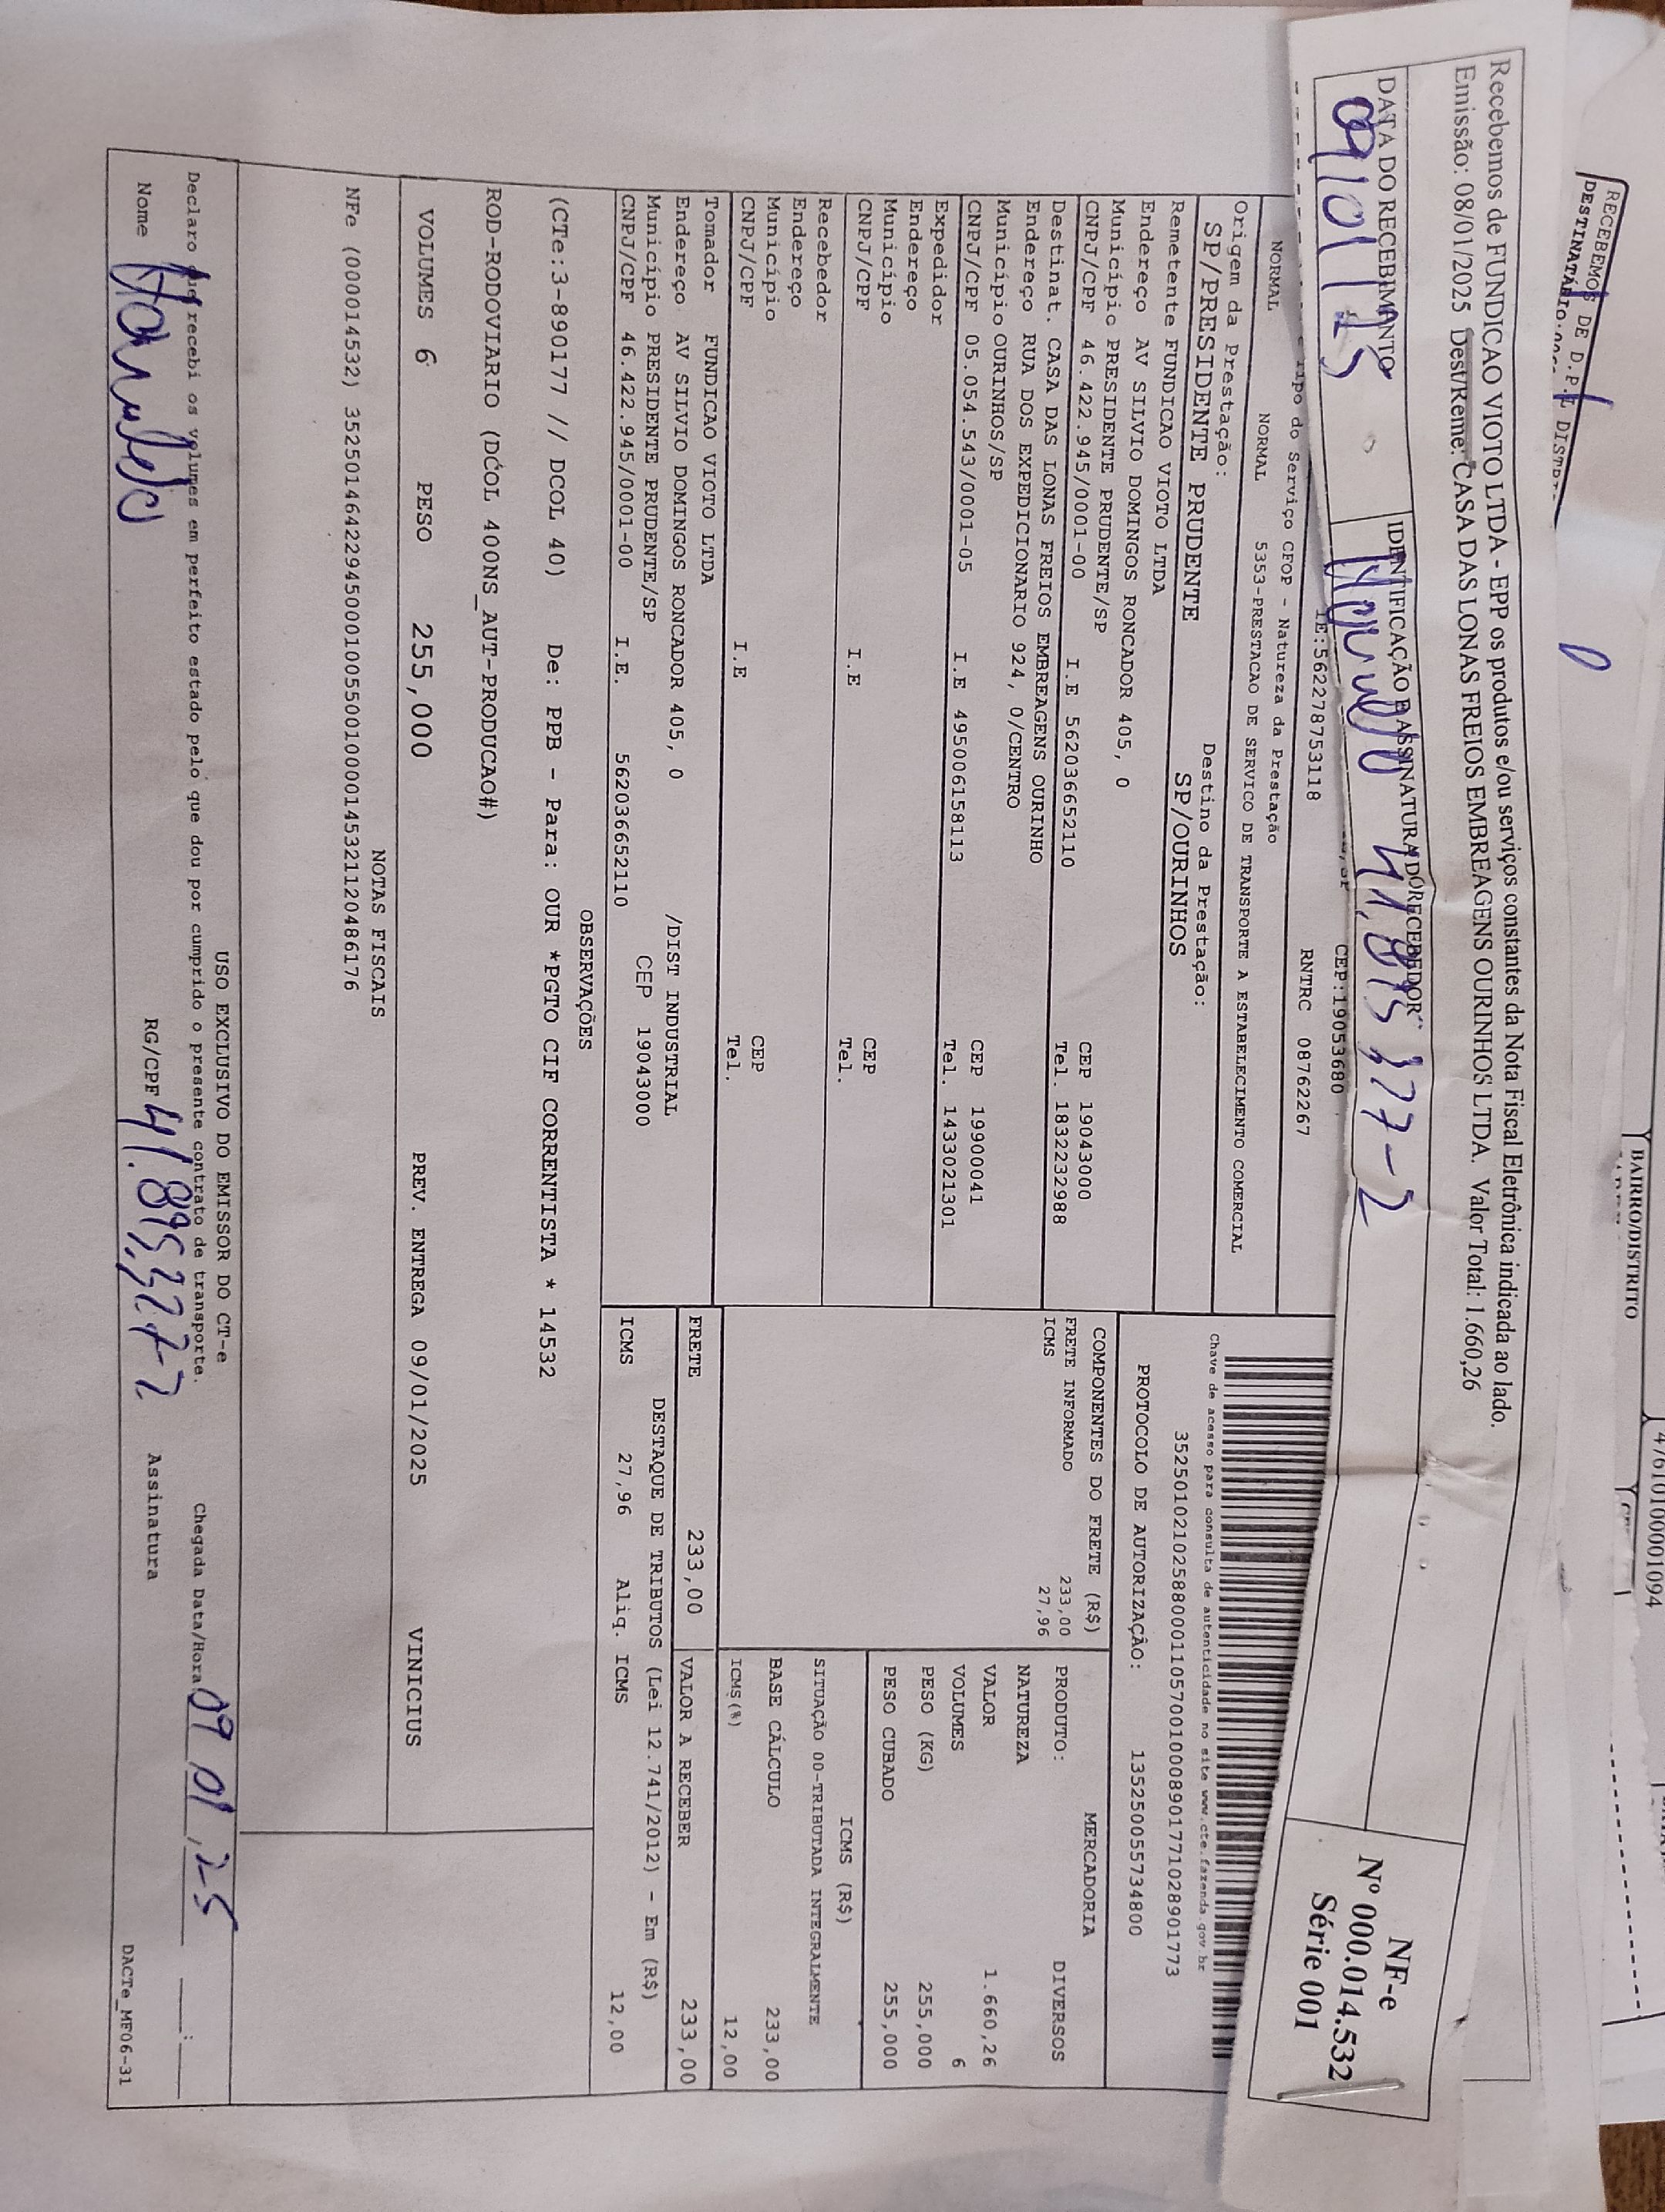 RECEBEMOS DE D.P.L DISTRI
DESTINATÁRIO:
BAIRRO/DISTRITO
Recebemos de FUNDICAO VIOTO LTDA - EPP os produtos e/ou serviços constantes da Nota Fiscal Eletrônica indicada ao lado.
Emissão: 08/01/2025 Dest/Reme: CASA DAS LONAS FREIOS EMBREAGENS OURINHOS LTDA. Valor Total: 1.660,26
DATA DO RECEBIMENTO
IDENTIFICAÇÃO E ASSINATURA DO RECEBEDOR
09/01/25
NF-e
Nº 000.014.532
Série 001
CEP:19053680
IE:562278753118
RNTRC 08762267
Tipo do Serviço CFOP - Natureza da Prestação
NORMAL NORMAL 5353-PRESTACAO DE SERVICO DE TRANSPORTE A ESTABELECIMENTO COMERCIAL
Origem da Prestação: Destino da Prestação:
SP/PRESIDENTE PRUDENTE SP/OURINHOS
Chave de acesso para consulta de autenticidade no site www.cte.fazenda.gov.br
35250102102588000110570010008901771028901773
PROTOCOLO DE AUTORIZAÇÃO: 135250055734800
Remetente FUNDICAO VIOTO LTDA
Endereço AV SILVIO DOMINGOS RONCADOR 405, 0
Município PRESIDENTE PRUDENTE/SP CEP 19043000
CNPJ/CPF 46.422.945/0001-00 I.E 562036652110 Tel. 1832232988
Destinat. CASA DAS LONAS FREIOS EMBREAGENS OURINHO
Endereço RUA DOS EXPEDICIONARIO 924, 0/CENTRO
Município OURINHOS/SP CEP 19900041
CNPJ/CPF 05.054.543/0001-05 I.E 495006158113 Tel. 1433021301
Expedidor
Endereço
Município CEP
CNPJ/CPF I.E Tel.
Recebedor
Endereço
Município CEP
CNPJ/CPF I.E Tel.
Tomador FUNDICAO VIOTO LTDA
Endereço AV SILVIO DOMINGOS RONCADOR 405, 0 /DIST INDUSTRIAL
Município PRESIDENTE PRUDENTE/SP CEP 19043000
CNPJ/CPF 46.422.945/0001-00 I.E. 562036652110
COMPONENTES DO FRETE (R$)
FRETE INFORMADO 233,00
ICMS 27,96
MERCADORIA
PRODUTO: DIVERSOS
NATUREZA
VALOR 1.660,26
VOLUMES 6
PESO (KG) 255,000
PESO CUBADO 255,000
ICMS (R$)
SITUAÇÃO 00-TRIBUTADA INTEGRALMENTE
BASE CÁLCULO 233,00
ICMS(%) 12,00
FRETE 233,00 VALOR A RECEBER 233,00
DESTAQUE DE TRIBUTOS (Lei 12.741/2012) - Em (R$)
ICMS 27,96 Aliq. ICMS 12,00
OBSERVAÇÕES
(CTe:3-890177 // DCOL 40) De: PPB - Para: OUR *PGTO CIF CORRENTISTA * 14532
ROD-RODOVIARIO (DCOL 400NS_AUT-PRODUCAO#)
VOLUMES 6 PESO 255,000 PREV. ENTREGA 09/01/2025 VINICIUS
NOTAS FISCAIS
NFe (000014532) 35250146422945000100550010000145321120486176
USO EXCLUSIVO DO EMISSOR DO CT-e
Declaro que recebi os volumes em perfeito estado pelo que dou por cumprido o presente contrato de transporte. Chegada Data/Hora 09 01, 25 :
Nome RG/CPF Assinatura
DACTe_MF06-31